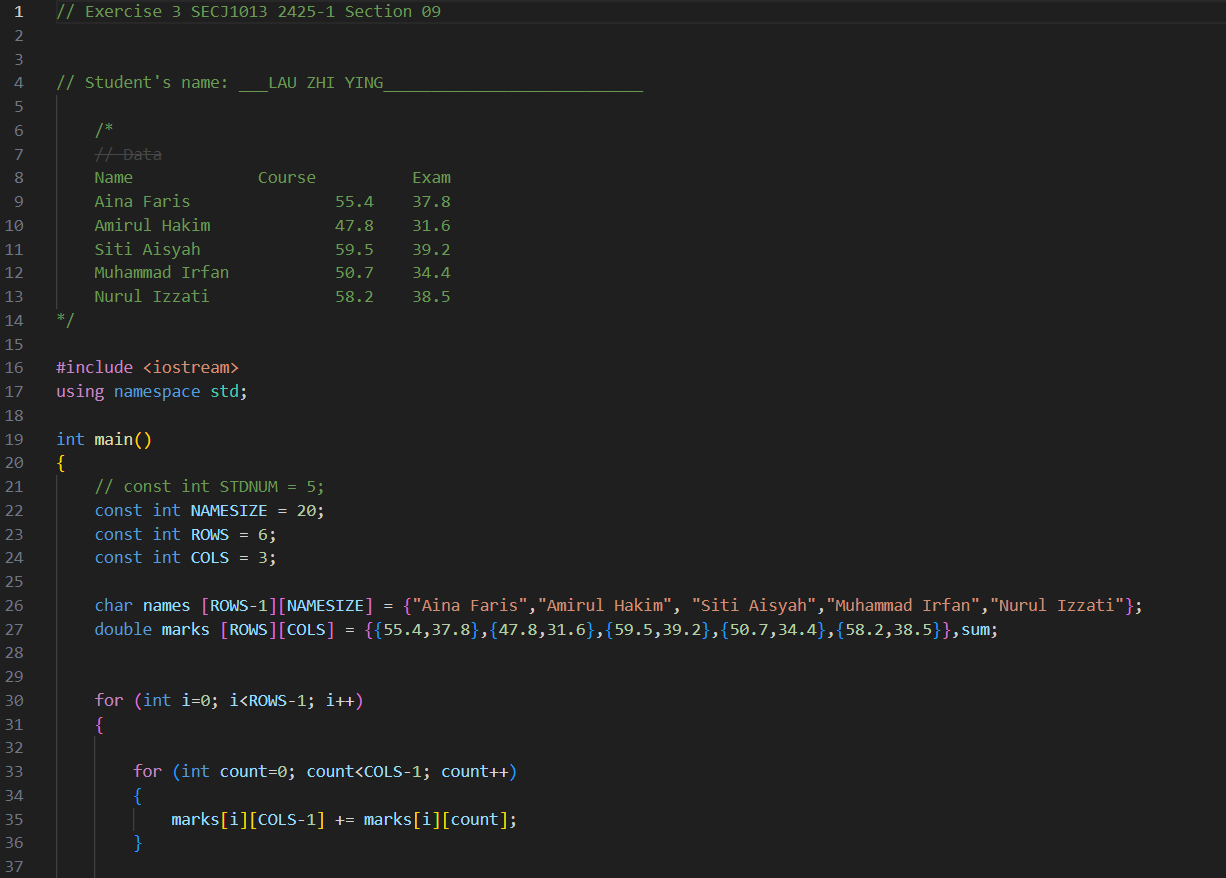 1 // Exercise 3 SECJ1013 2425-1 Section 09
2
3
4 // Student's name: ___LAU ZHI YING___________________________
5
6     /*
7     // Data
8     Name             Course          Exam
9     Aina Faris               55.4    37.8
10     Amirul Hakim             47.8    31.6
11     Siti Aisyah              59.5    39.2
12     Muhammad Irfan           50.7    34.4
13     Nurul Izzati             58.2    38.5
14 */
15
16 #include <iostream>
17 using namespace std;
18
19 int main()
20 {
21     // const int STDNUM = 5;
22     const int NAMESIZE = 20;
23     const int ROWS = 6;
24     const int COLS = 3;
25
26     char names [ROWS-1][NAMESIZE] = {"Aina Faris","Amirul Hakim", "Siti Aisyah","Muhammad Irfan","Nurul Izzati"};
27     double marks [ROWS][COLS] = {{55.4,37.8},{47.8,31.6},{59.5,39.2},{50.7,34.4},{58.2,38.5}},sum;
28
29
30     for (int i=0; i<ROWS-1; i++)
31     {
32
33         for (int count=0; count<COLS-1; count++)
34         {
35             marks[i][COLS-1] += marks[i][count];
36         }
37